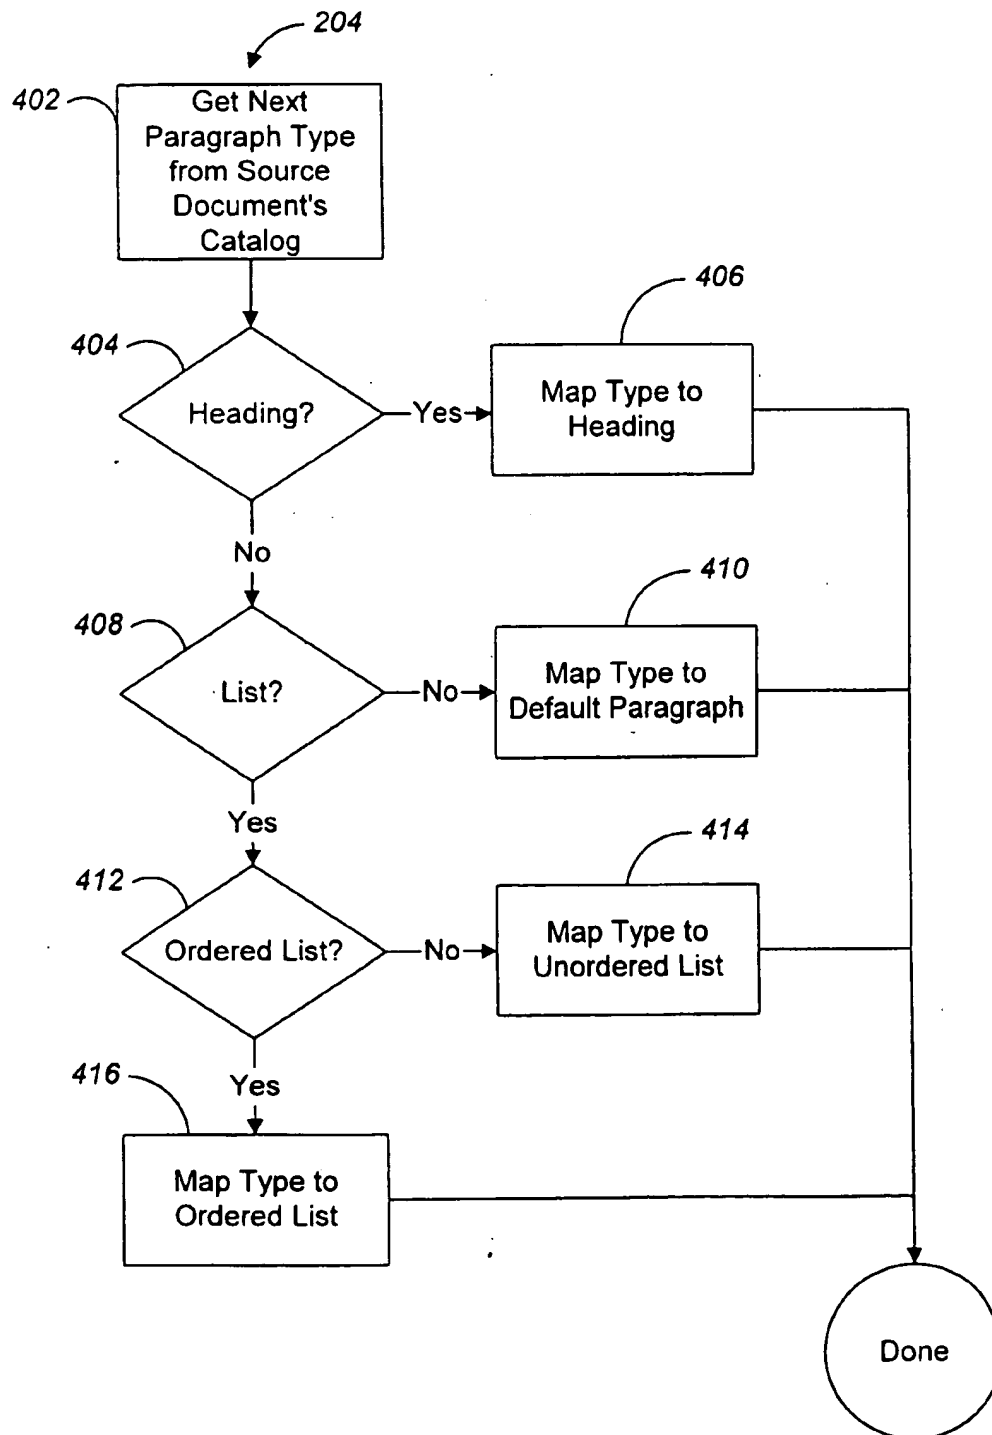 204
402
Get Next
Paragraph Type
from Source
Document's
Catalog
406
404
Heading?
Yes
Map Type to
Heading
No
410
408
List?
No
Map Type to
Default Paragraph
Yes
414
412
Ordered List?
No
Map Type to
Unordered List
416
Yes
Map Type to
Ordered List
Done